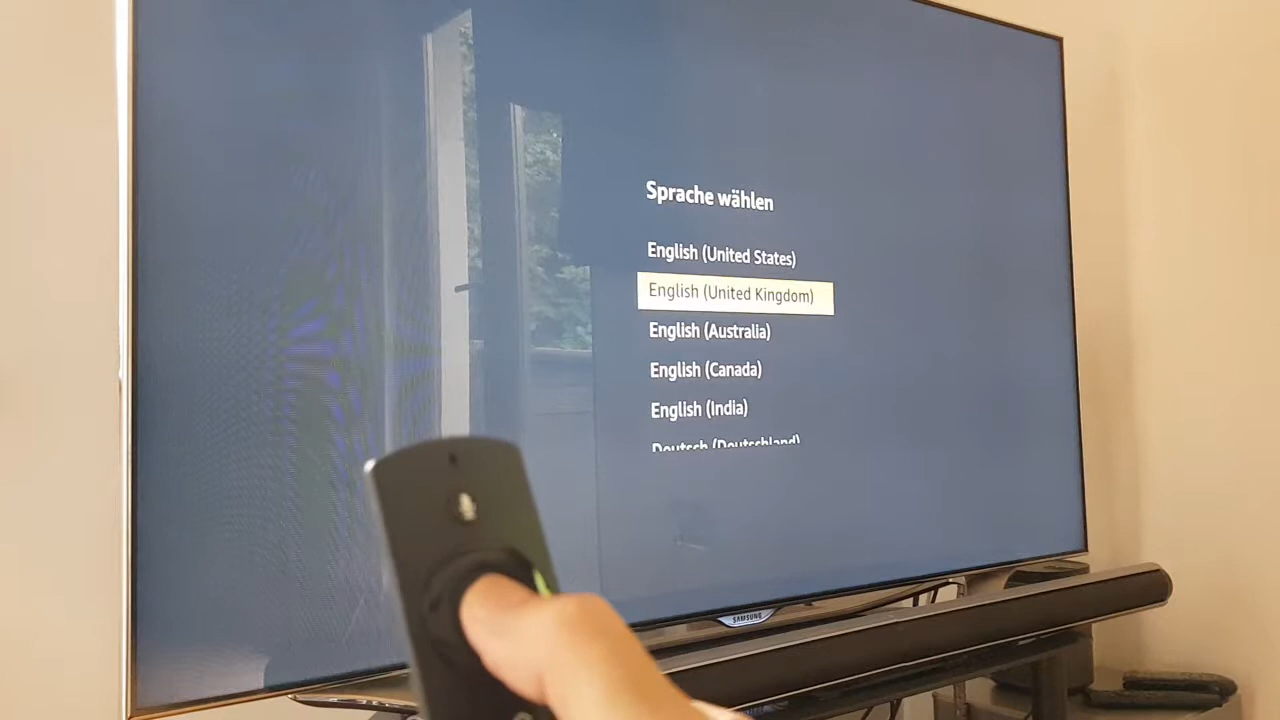 Sprache wählen
English (United States)
English (United Kingdom)
English (Australia)
English (Canada)
English (India)
Deutsch (Deutschland)
SAMSUNG